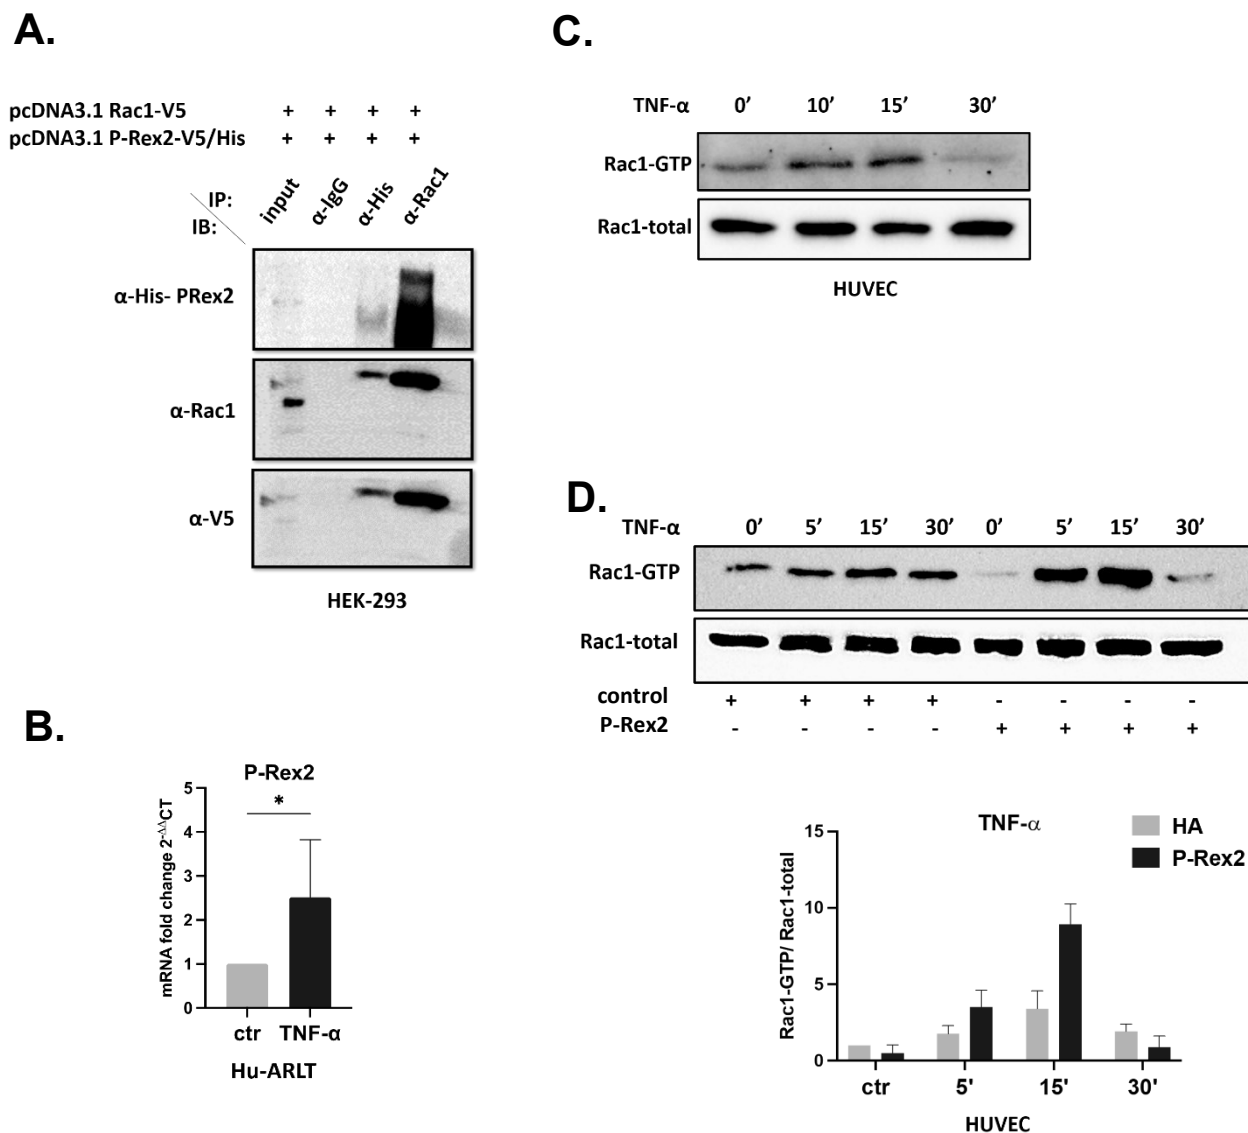 A.
pcDNA3.1 Rac1-V5 + + + +
pcDNA3.1 P-Rex2-V5/His + + + +
IP: input α-IgG α-His α-Rac1
IB:
α-His- PRex2
α-Rac1
α-V5
HEK-293
B.
P-Rex2
*
mRNA fold change 2^-ΔΔCT
5
4
3
2
1
0
ctr TNF-α
Hu-ARLT
C.
TNF-α 0’ 10’ 15’ 30’
Rac1-GTP
Rac1-total
HUVEC
D.
TNF-α 0’ 5’ 15’ 30’ 0’ 5’ 15’ 30’
Rac1-GTP
Rac1-total
control + + + + - - - -
P-Rex2 - - - - + + + +
TNF-α
HA
P-Rex2
Rac1-GTP/ Rac1-total
15
10
5
0
ctr 5' 15' 30'
HUVEC